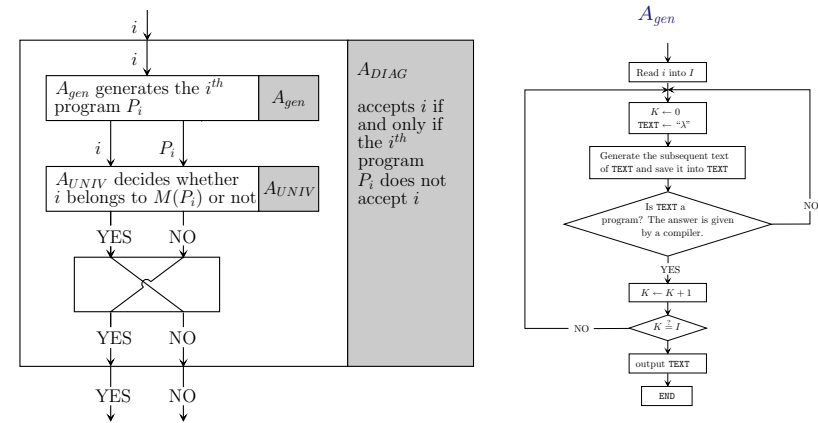 i
i
A_gen generates the i^th
program P_i
A_gen
i
P_i
A_UNIV decides whether
i belongs to M(P_i) or not
A_UNIV
YES NO
YES NO
YES NO
A_DIAG
accepts i if
and only if
the i^th
program
P_i does not
accept i
A_gen
Read i into I
K ← 0
TEXT ← “λ”
Generate the subsequent text
of TEXT and save it into TEXT
Is TEXT a
program? The answer is given
by a compiler.
NO
YES
K ← K + 1
NO
K ≟ I
output TEXT
END